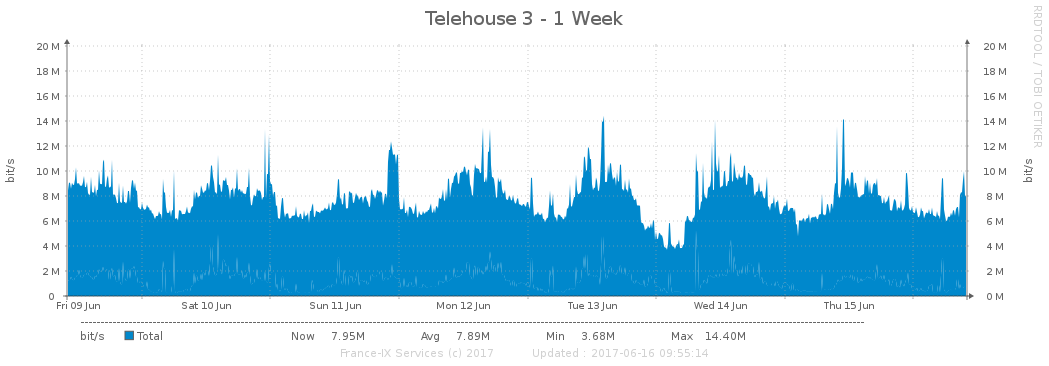 Telehouse 3 - 1 Week
RRDTOOL / TOBI OETIKER
bit/s
20 M 20 M
18 M 18 M
16 M 16 M
14 M 14 M
12 M 12 M
10 M 10 M
8 M 8 M
6 M 6 M
4 M 4 M
2 M 2 M
0 0 M
bit/s
Fri 09 Jun Sat 10 Jun Sun 11 Jun Mon 12 Jun Tue 13 Jun Wed 14 Jun Thu 15 Jun
bit/s Total Now 7.95M Avg 7.89M Min 3.68M Max 14.40M
France-IX Services (c) 2017 Updated : 2017-06-16 09:55:14